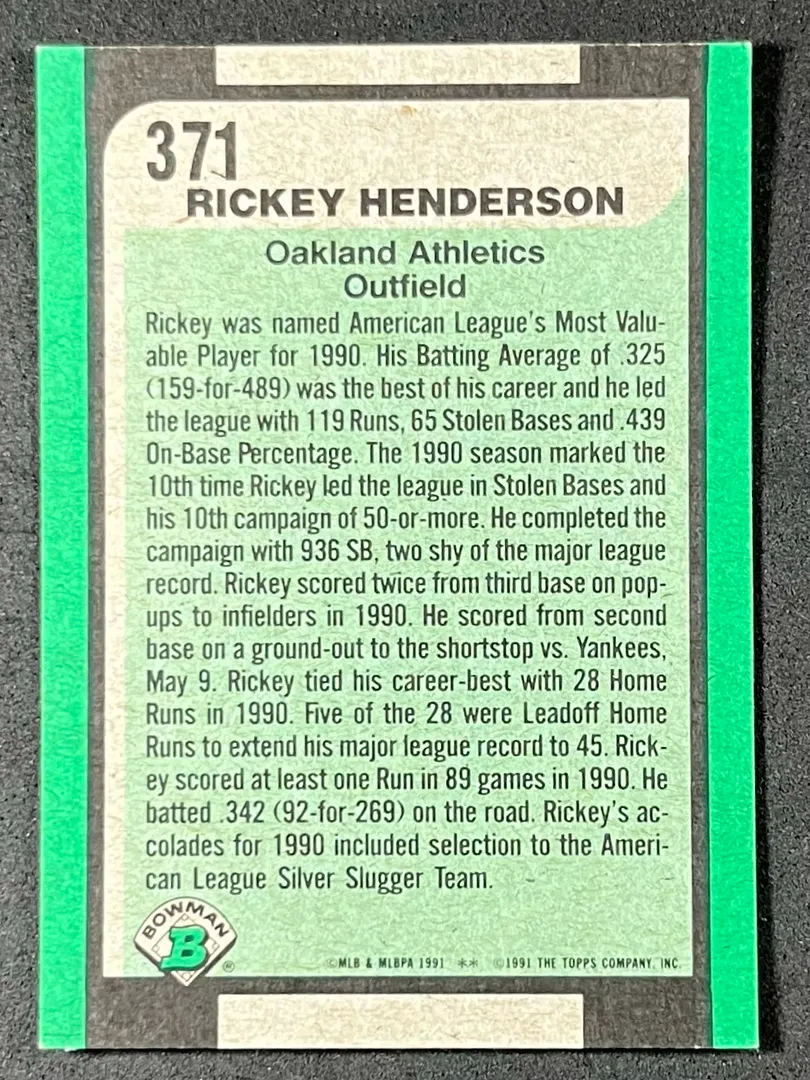 371
RICKEY HENDERSON
Oakland Athletics
Outfield
Rickey was named American League's Most Valu-
able Player for 1990. His Batting Average of .325
(159-for-489) was the best of his career and he led
the league with 119 Runs, 65 Stolen Bases and .439
On-Base Percentage. The 1990 season marked the
10th time Rickey led the league in Stolen Bases and
his 10th campaign of 50-or-more. He completed the
campaign with 936 SB, two shy of the major league
record. Rickey scored twice from third base on pop-
ups to infielders in 1990. He scored from second
base on a ground-out to the shortstop vs. Yankees,
May 9. Rickey tied his career-best with 28 Home
Runs in 1990. Five of the 28 were Leadoff Home
Runs to extend his major league record to 45. Rick-
ey scored at least one Run in 89 games in 1990. He
batted .342 (92-for-269) on the road. Rickey's ac-
colades for 1990 included selection to the Ameri-
can League Silver Slugger Team.
BOWMAN
B ®
©MLB & MLBPA 1991 ** ©1991 THE TOPPS COMPANY, INC.